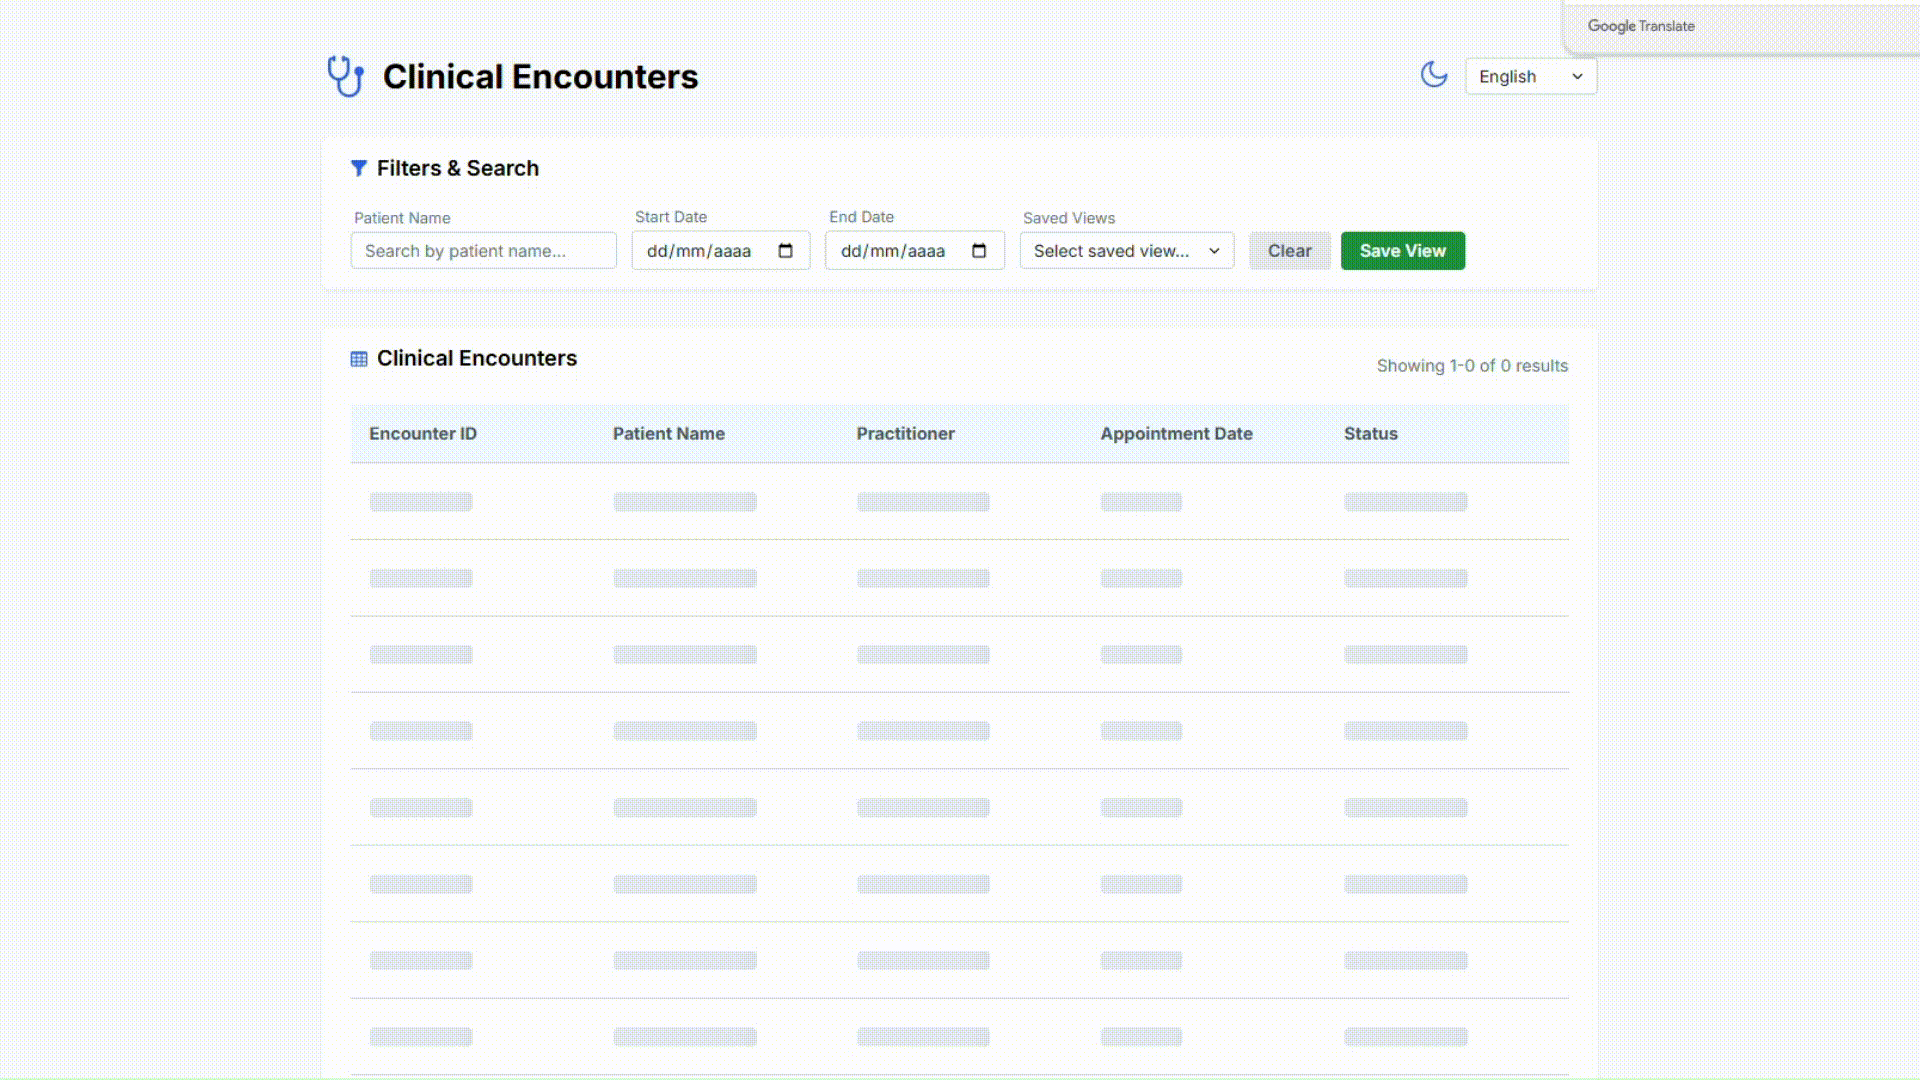 Google Translate
Clinical Encounters
English
Filters & Search
Patient Name
Start Date
End Date
Saved Views
Search by patient name...
dd/mm/aaaa
dd/mm/aaaa
Select saved view...
Clear
Save View
Clinical Encounters
Showing 1-0 of 0 results
Encounter ID
Patient Name
Practitioner
Appointment Date
Status